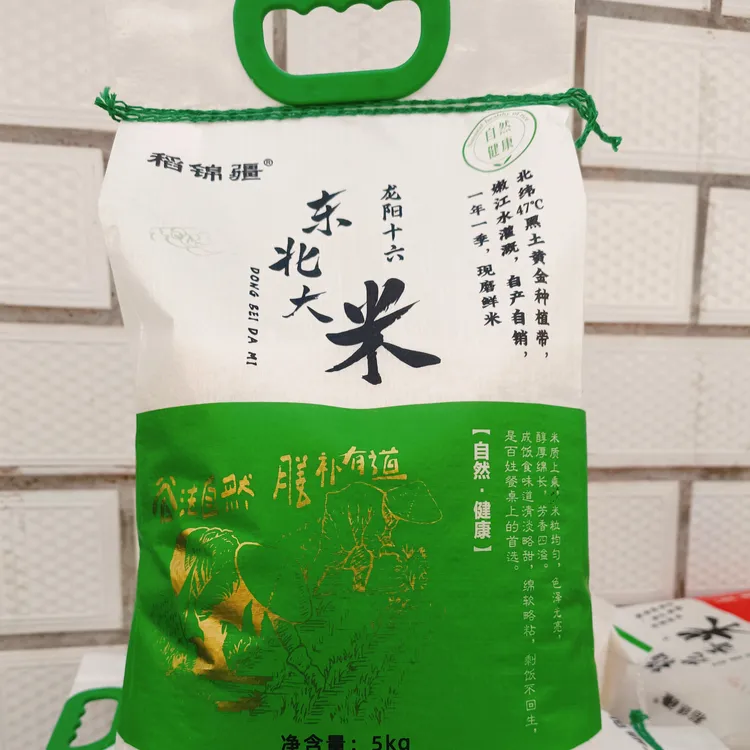 自然
健康
稻锦疆®
龙阳十六
东北大米
DONG BEI DA MI
北纬47℃黑土黄金种植带，
嫩江水灌溉，自产自销，
一年一季，现磨鲜米
谷法自然 膳补有道
【自然·健康】
米质上乘，米粒均匀，色泽光亮，
醇厚绵长，芳香四溢。
成饭食味道清淡略甜，绵软略粘，剩饭不回生，
是百姓餐桌上的首选。
净含量：5kg